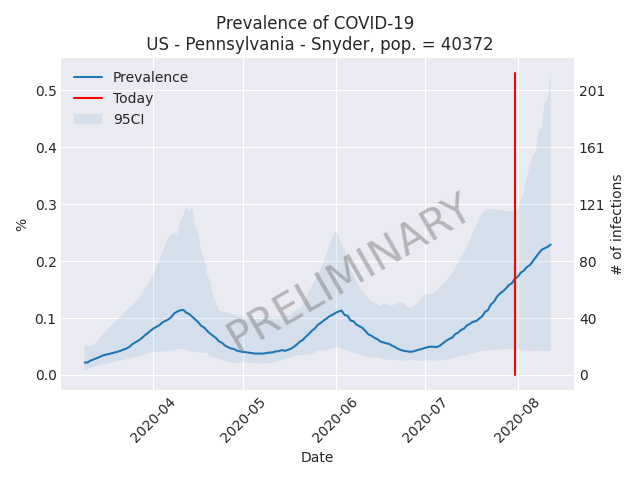 Prevalence of COVID-19
US - Pennsylvania - Snyder, pop. = 40372
Prevalence
Today
95CI
0.5
0.4
0.3
0.2
0.1
0.0
%
201
161
121
80
40
0
# of infections
PRELIMINARY
2020-04
2020-05
2020-06
2020-07
2020-08
Date